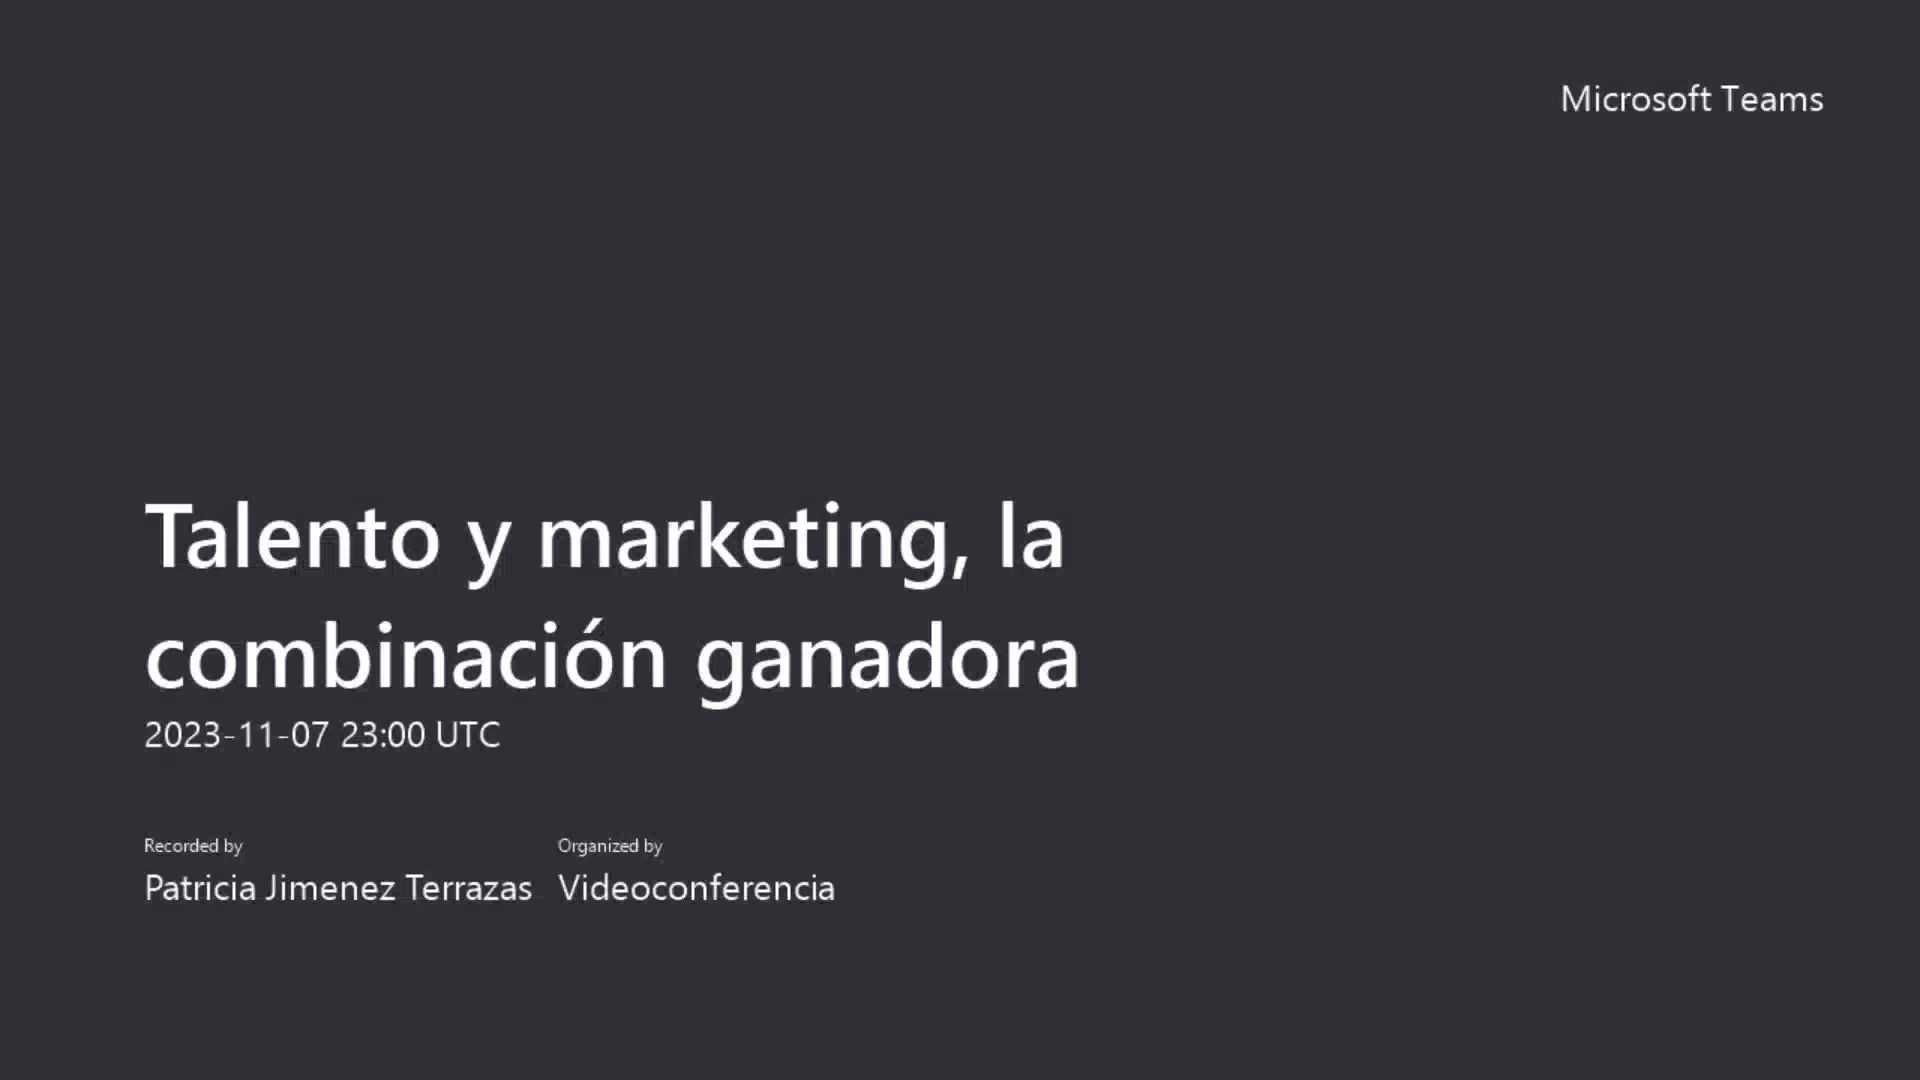 Microsoft Teams
Talento y marketing, la
combinación ganadora
2023-11-07 23:00 UTC
Recorded by
Patricia Jimenez Terrazas
Organized by
Videoconferencia